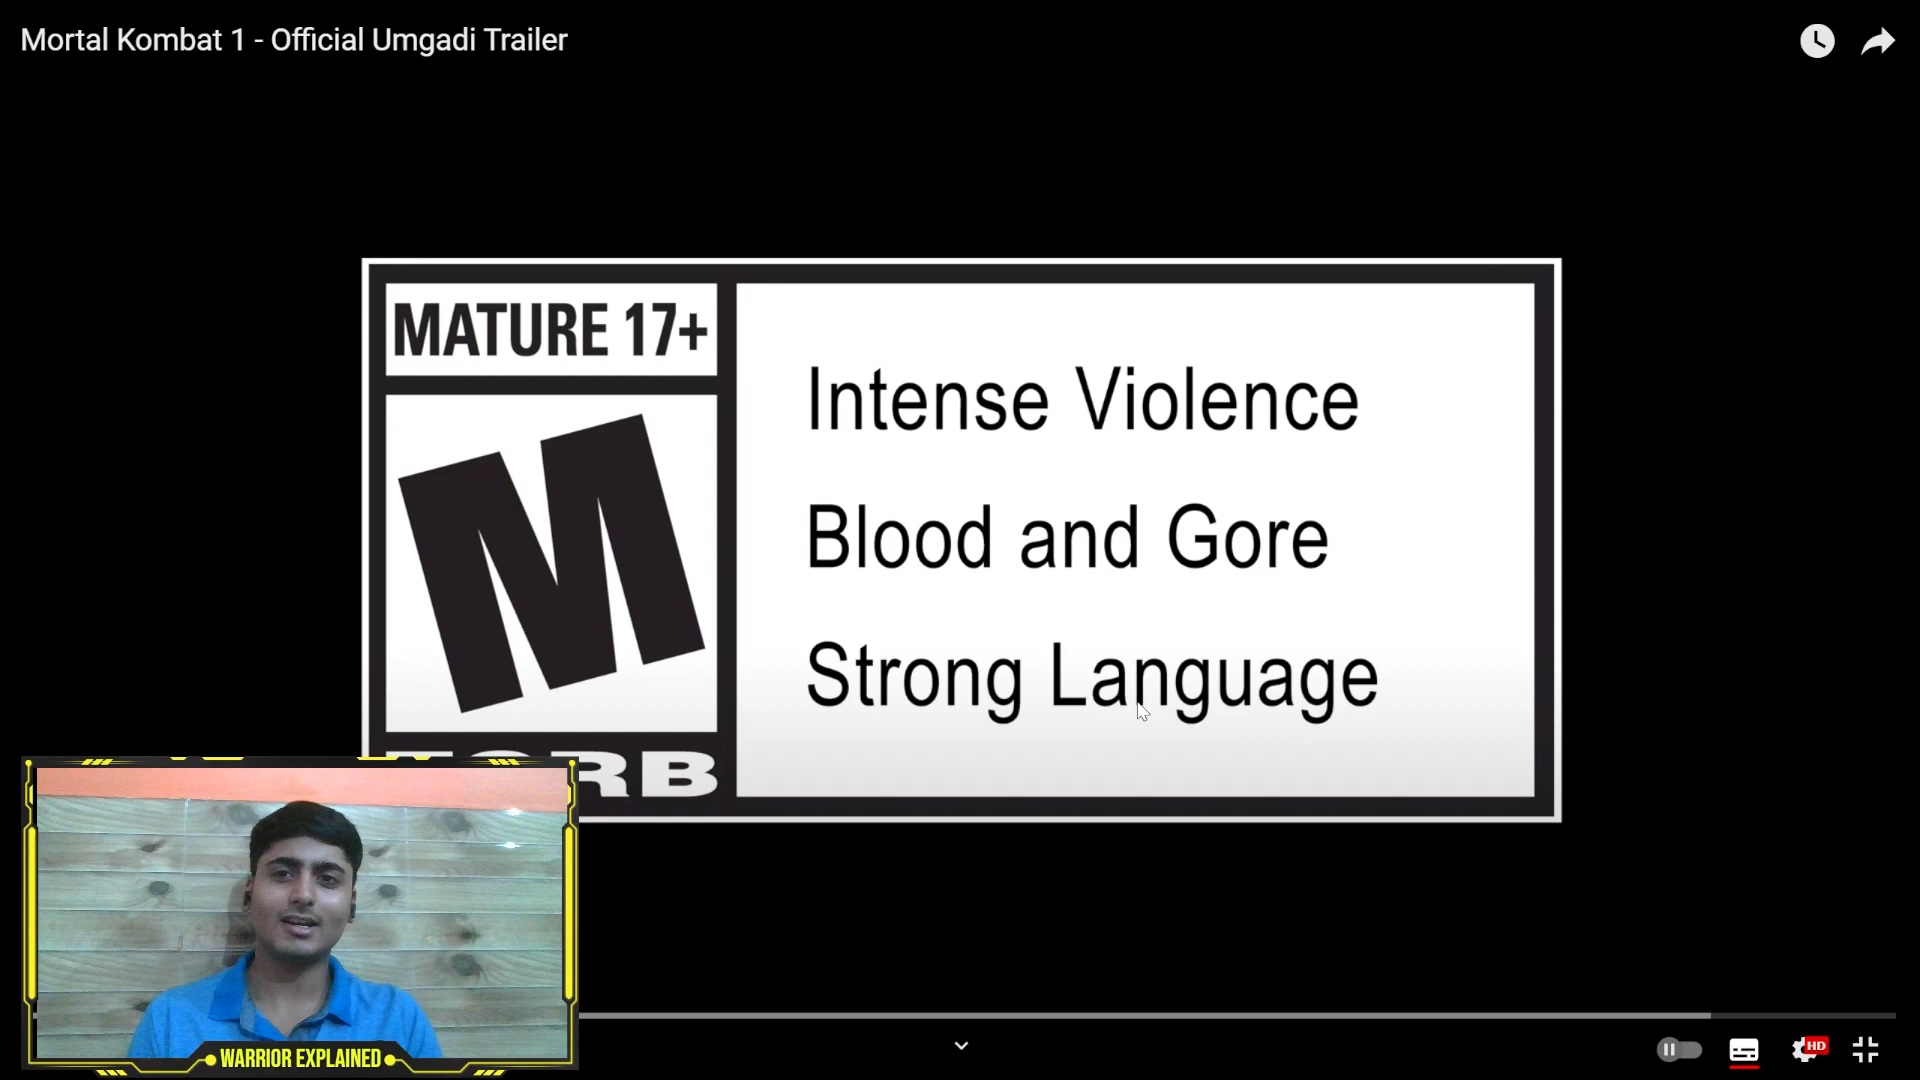 Mortal Kombat 1 - Official Umgadi Trailer
MATURE 17+
M
Intense Violence
Blood and Gore
Strong Language
HD
WARRIOR EXPLAINED